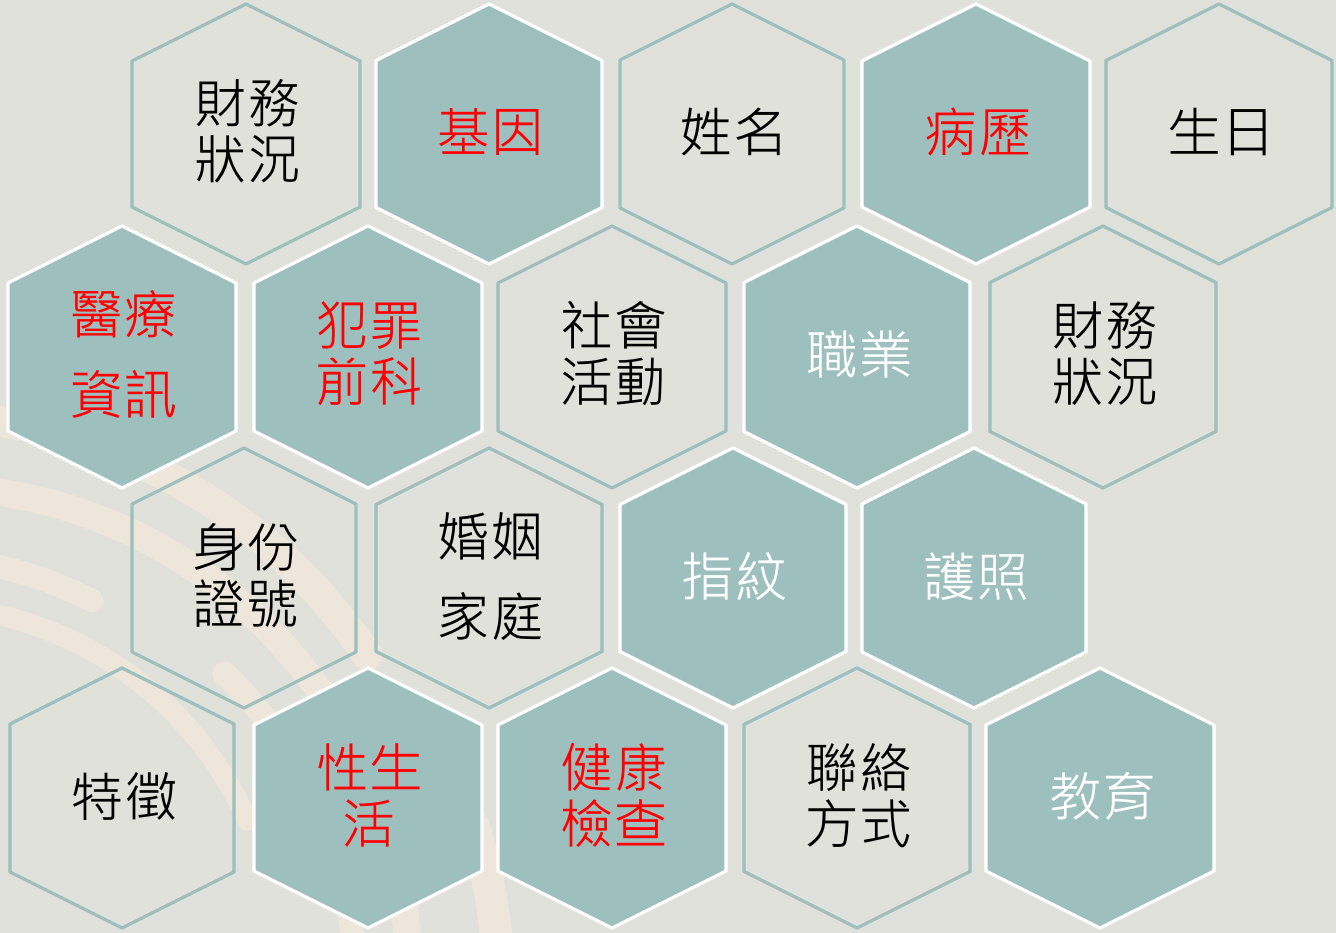 財務
狀況
基因
姓名
病歷
生日
醫療
資訊
犯罪
前科
社會
活動
職業
財務
狀況
身份
證號
婚姻
家庭
指紋
護照
特徵
性生
活
健康
檢查
聯絡
方式
教育